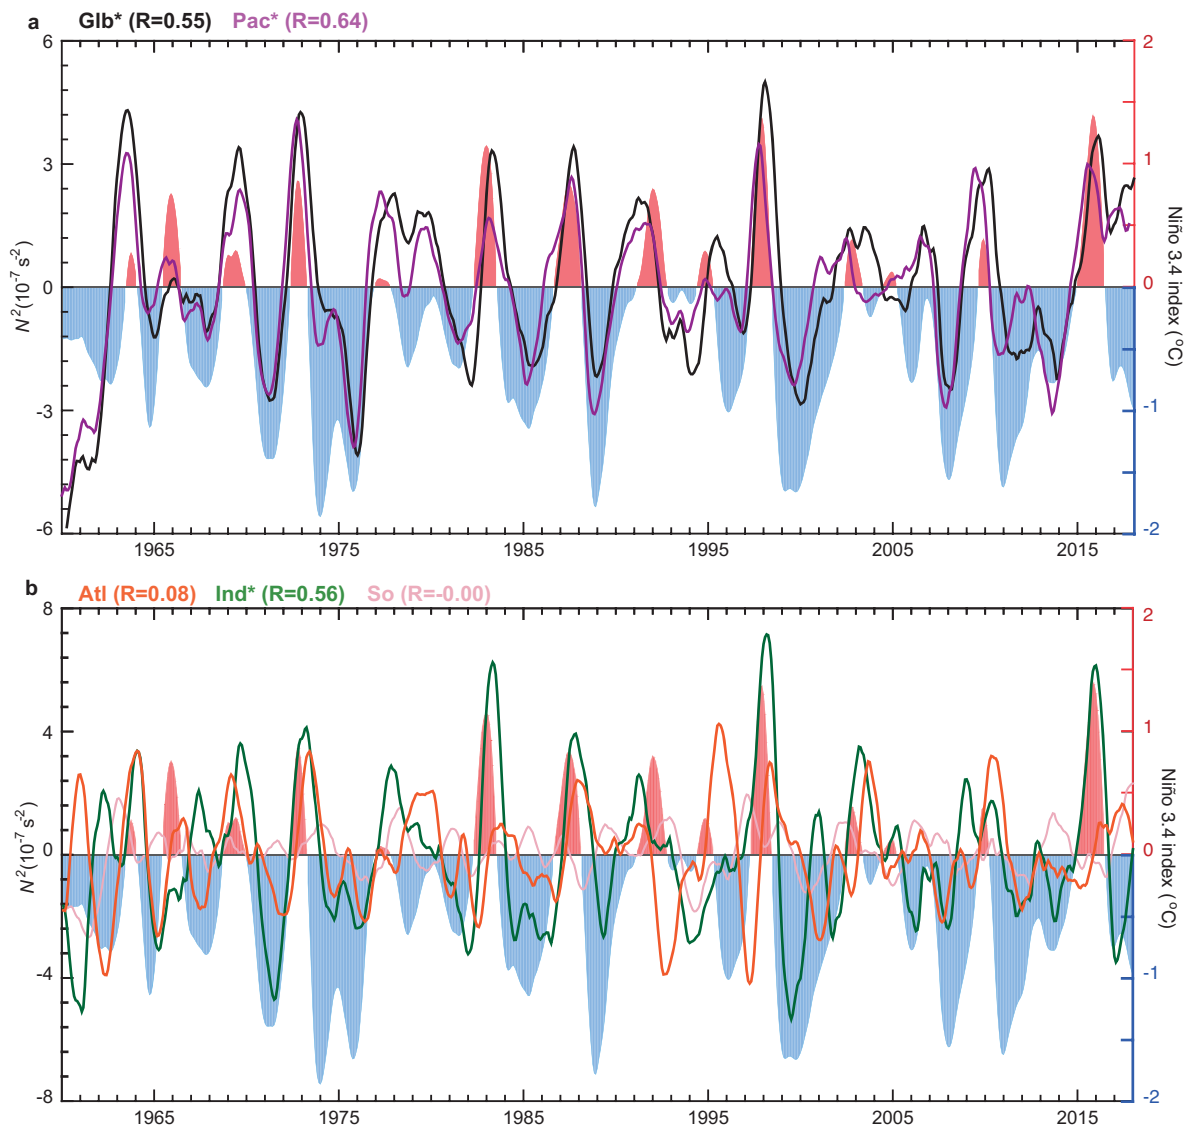 a Glb* (R=0.55) Pac* (R=0.64)
6
3
0
-3
-6
N² (10⁻⁷ s⁻²)
2
1
0
-1
-2
Niño 3.4 index (°C)
1965 1975 1985 1995 2005 2015
b Atl (R=0.08) Ind* (R=0.56) So (R=-0.00)
8
4
0
-4
-8
N² (10⁻⁷ s⁻²)
2
1
0
-1
-2
Niño 3.4 index (°C)
1965 1975 1985 1995 2005 2015